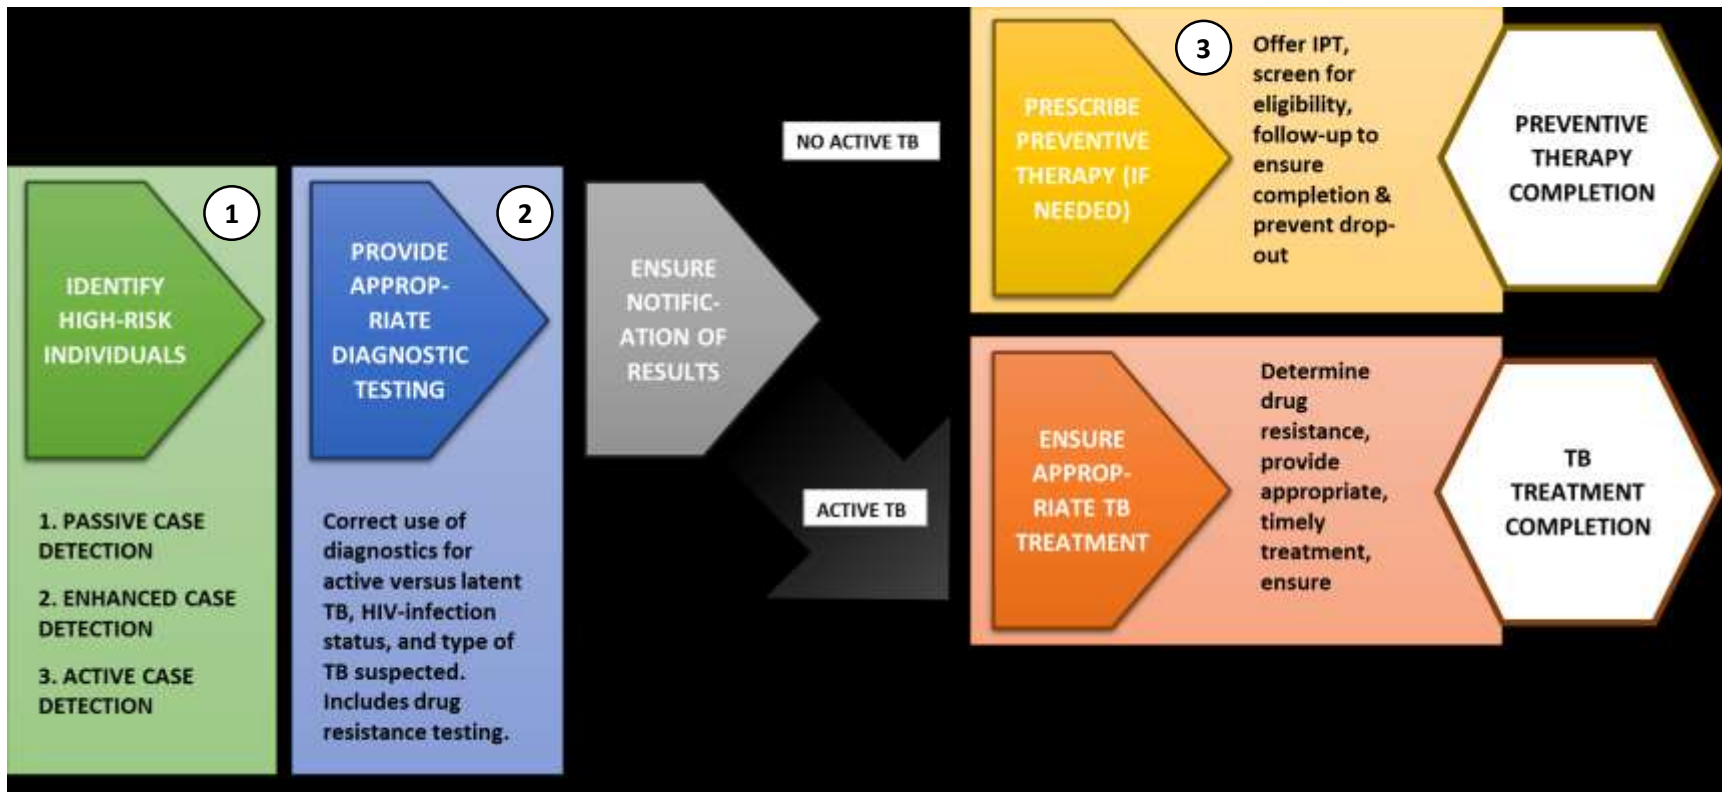 1
IDENTIFY
HIGH-RISK
INDIVIDUALS
1. PASSIVE CASE
DETECTION
2. ENHANCED CASE
DETECTION
3. ACTIVE CASE
DETECTION
2
PROVIDE
APPROP-
RIATE
DIAGNOSTIC
TESTING
Correct use of
diagnostics for
active versus latent
TB, HIV-infection
status, and type of
TB suspected.
Includes drug
resistance testing.
ENSURE
NOTIFIC-
ATION OF
RESULTS
NO ACTIVE TB
3
PRESCRIBE
PREVENTIVE
THERAPY (IF
NEEDED)
Offer IPT,
screen for
eligibility,
follow-up to
ensure
completion &
prevent drop-
out
PREVENTIVE
THERAPY
COMPLETION
ACTIVE TB
ENSURE
APPROP-
RIATE TB
TREATMENT
Determine
drug
resistance,
provide
appropriate,
timely
treatment,
ensure
TB
TREATMENT
COMPLETION